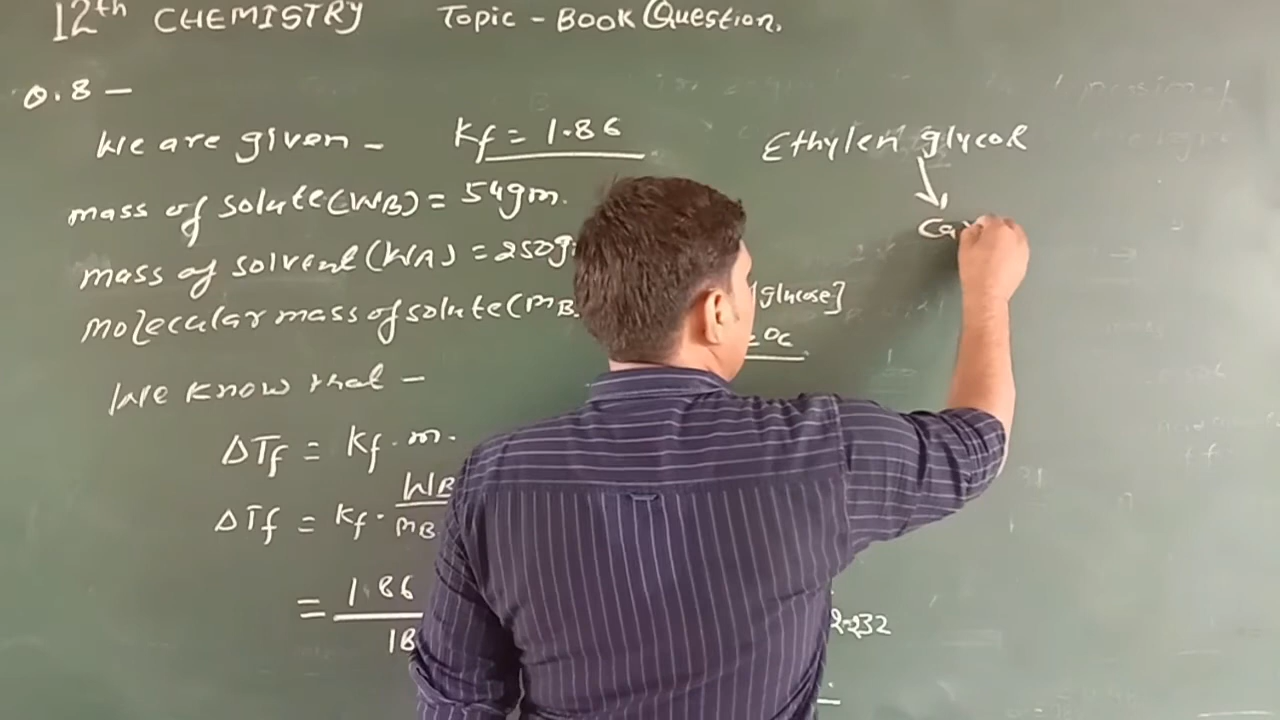 12th CHEMISTRY Topic - BOOK Question.
Q.8 -
We are given - Kf = 1.86
Ethylen glycol
mass of solute (WB) = 54gm.
mass of solvent (WA) = 250g
Molecular mass of solute (MB
glucose]
We know that -
ΔTf = Kf . m.
ΔTf = Kf . WB
MB
= 1.86
18
2.232